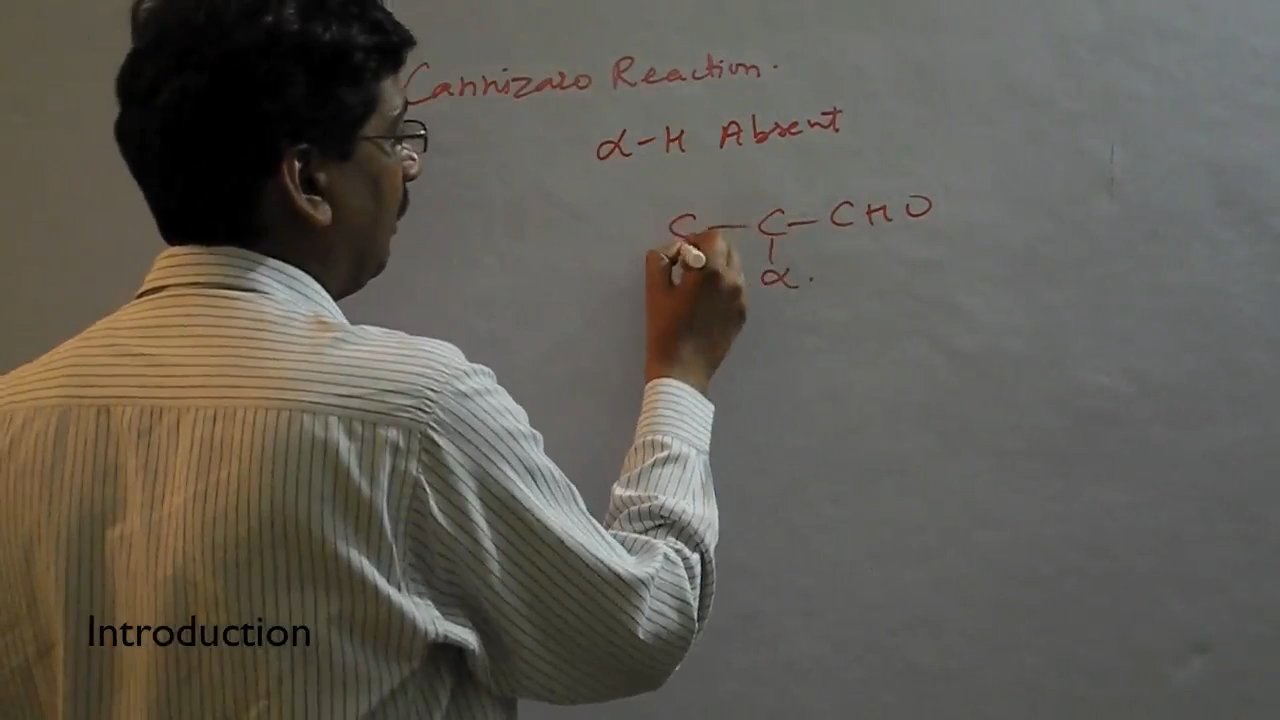 Cannizaro Reaction.
α-H Absent
C-C-CHO
α.
Introduction